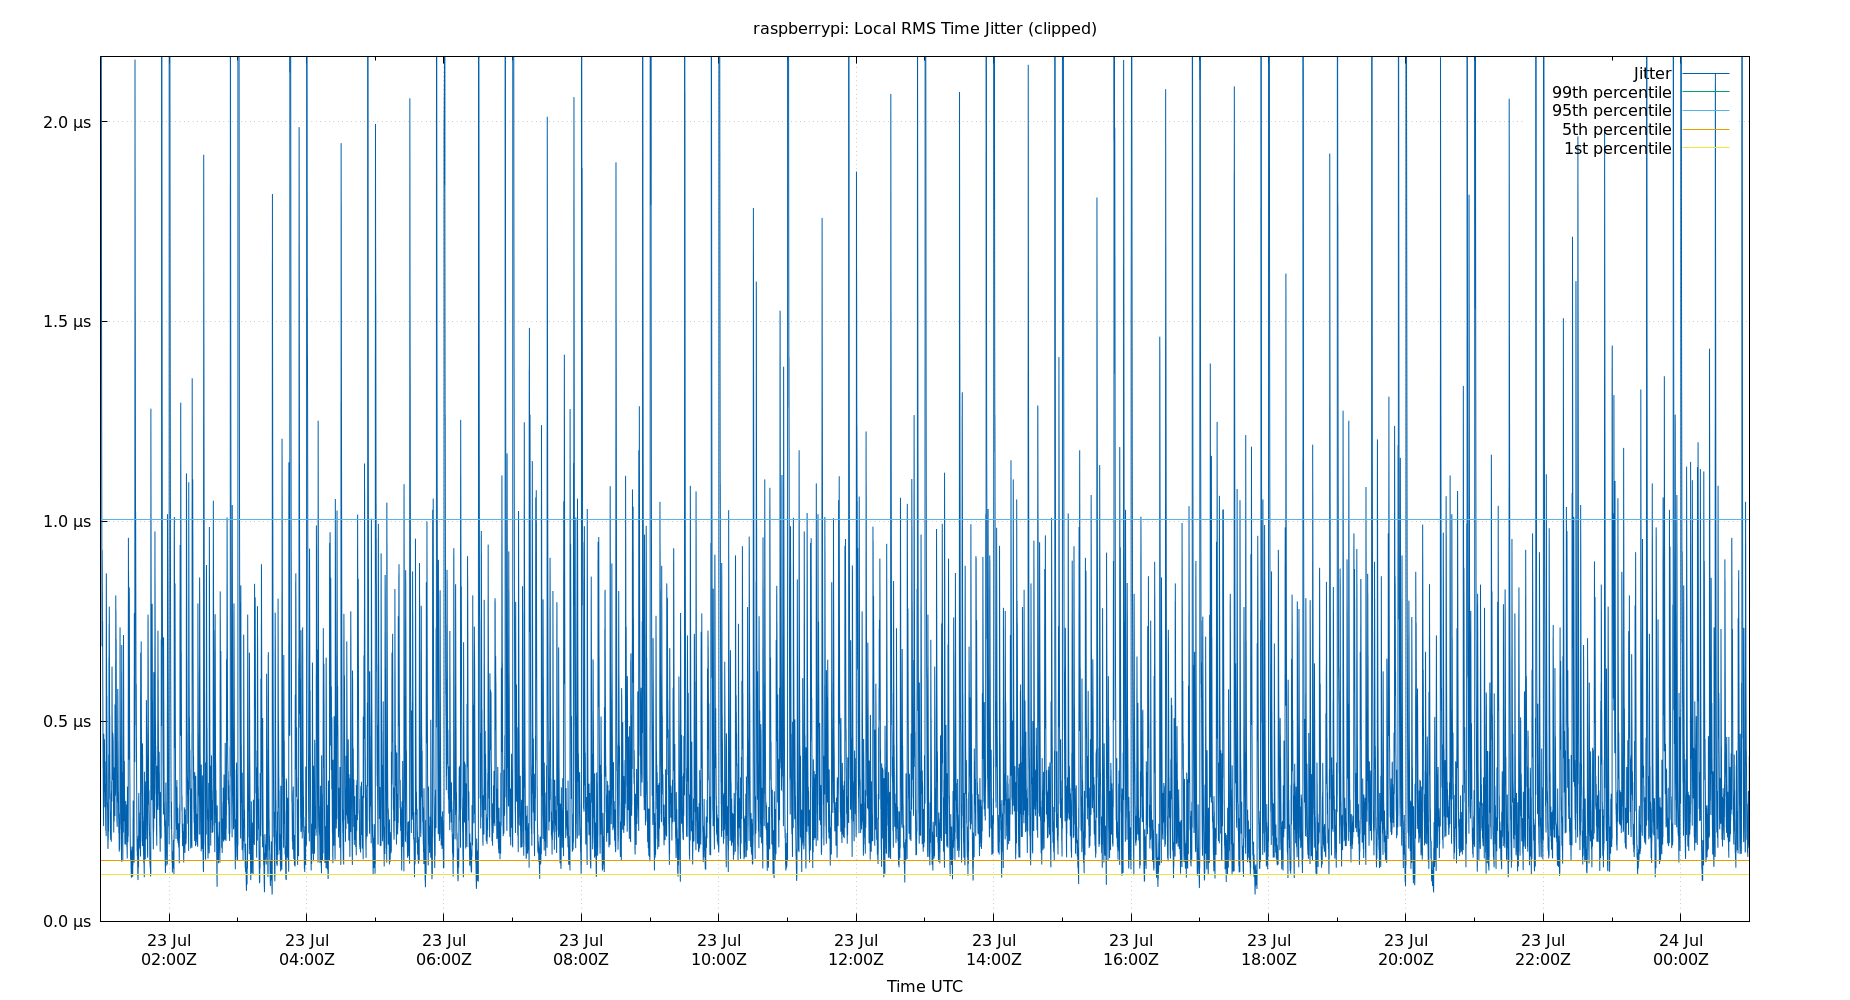 raspberrypi: Local RMS Time Jitter (clipped)
Jitter
99th percentile
95th percentile
5th percentile
1st percentile
2.0 µs
1.5 µs
1.0 µs
0.5 µs
0.0 µs
23 Jul 23 Jul 23 Jul 23 Jul 23 Jul 23 Jul 23 Jul 23 Jul 23 Jul 23 Jul 23 Jul 24 Jul
02:00Z 04:00Z 06:00Z 08:00Z 10:00Z 12:00Z 14:00Z 16:00Z 18:00Z 20:00Z 22:00Z 00:00Z
Time UTC